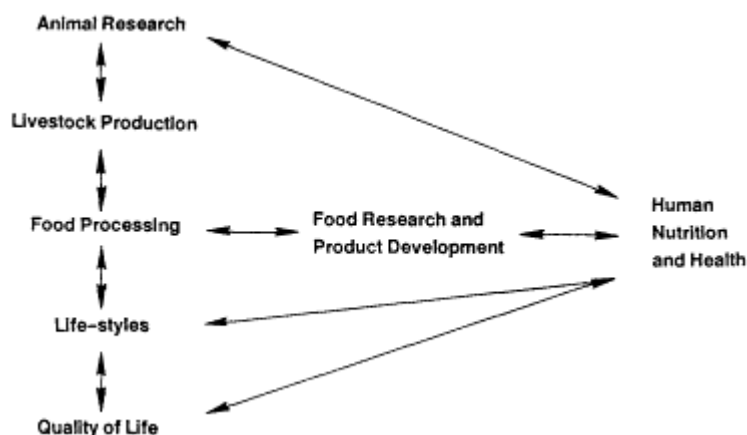 Animal Research
Livestock Production
Food Processing
Food Research and
Product Development
Human
Nutrition
and Health
Life-styles
Quality of Life